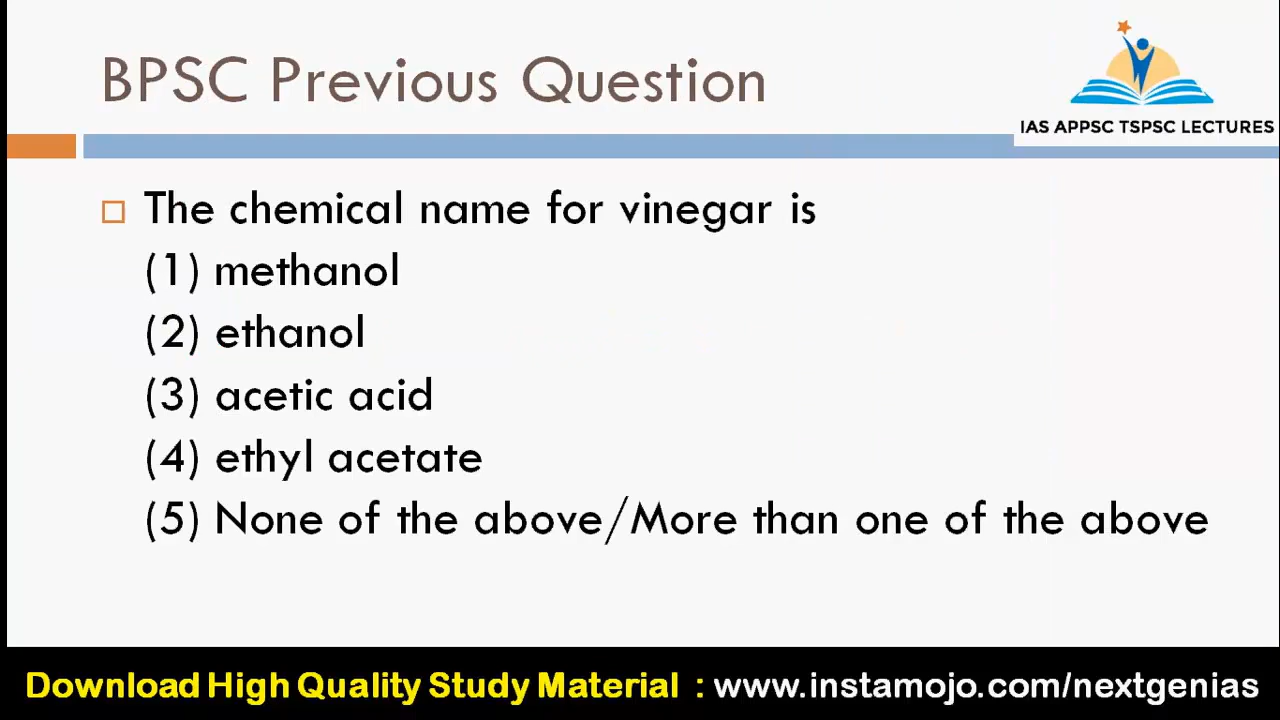 BPSC Previous Question
IAS APPSC TSPSC LECTURES
The chemical name for vinegar is
(1) methanol
(2) ethanol
(3) acetic acid
(4) ethyl acetate
(5) None of the above/More than one of the above
Download High Quality Study Material : www.instamojo.com/nextgenias